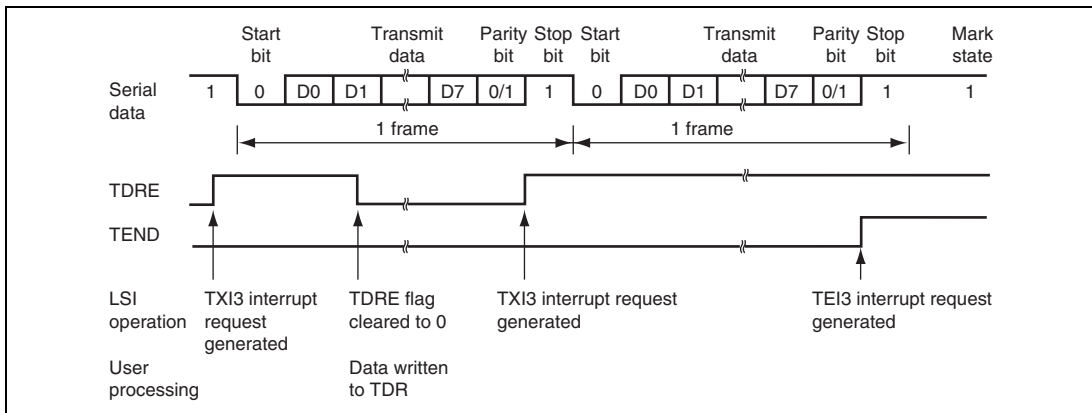 Start bit Transmit data Parity bit Stop bit Start bit Transmit data Parity bit Stop bit Mark state
Serial data 1 0 D0 D1 D7 0/1 1 0 D0 D1 D7 0/1 1 1
1 frame 1 frame
TDRE
TEND
LSI operation
TXI3 interrupt request generated
TDRE flag cleared to 0
TXI3 interrupt request generated
TEI3 interrupt request generated
User processing
Data written to TDR